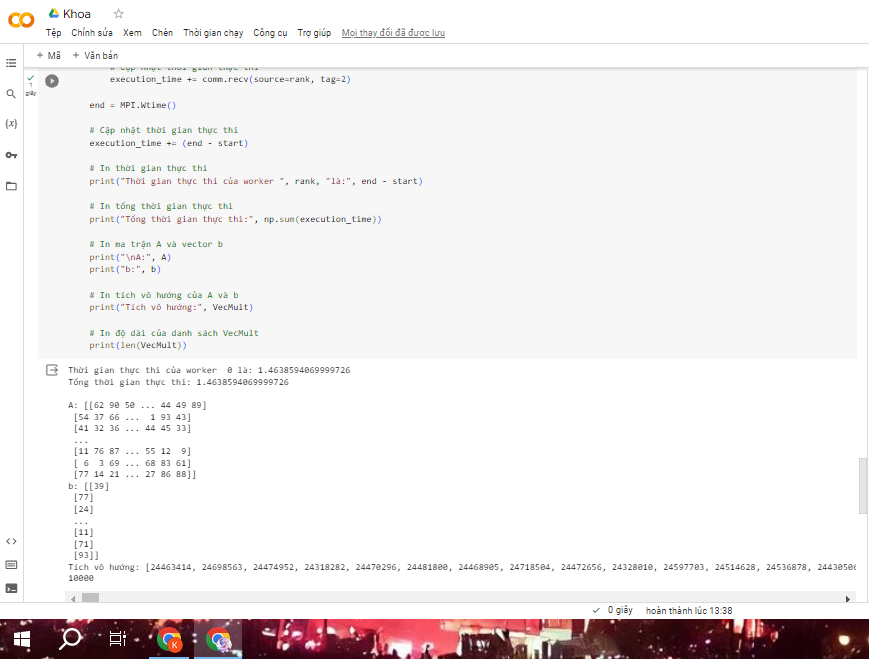 Khoa
Tệp Chỉnh sửa Xem Chèn Thời gian chạy Công cụ Trợ giúp Mọi thay đổi đã được lưu
+ Mã + Văn bản
# Cập nhật thời gian thực thi
1 giây
execution_time += comm.recv(source=rank, tag=2)
end = MPI.Wtime()
# Cập nhật thời gian thực thi
execution_time += (end - start)
# In thời gian thực thi
print("Thời gian thực thi của worker ", rank, "là:", end - start)
# In tổng thời gian thực thi
print("Tổng thời gian thực thi:", np.sum(execution_time))
# In ma trận A và vector b
print("\nA:", A)
print("b:", b)
# In tích vô hướng của A và b
print("Tích vô hướng:", VecMult)
# In độ dài của danh sách VecMult
print(len(VecMult))
Thời gian thực thi của worker  0 là: 1.4638594069999726
Tổng thời gian thực thi: 1.4638594069999726
A: [[62 90 50 ... 44 49 89]
[54 37 66 ...  1 93 43]
[41 32 36 ... 44 45 33]
...
[11 76 87 ... 55 12  9]
[ 6  3 69 ... 68 83 61]
[77 14 21 ... 27 86 88]]
b: [[39]
[77]
[24]
...
[11]
[71]
[93]]
Tích vô hướng: [24463414, 24698563, 24474952, 24318282, 24470296, 24481800, 24468905, 24718504, 24472656, 24328010, 24597703, 24514628, 24536878, 24430506
10000
0 giây hoàn thành lúc 13:38
K